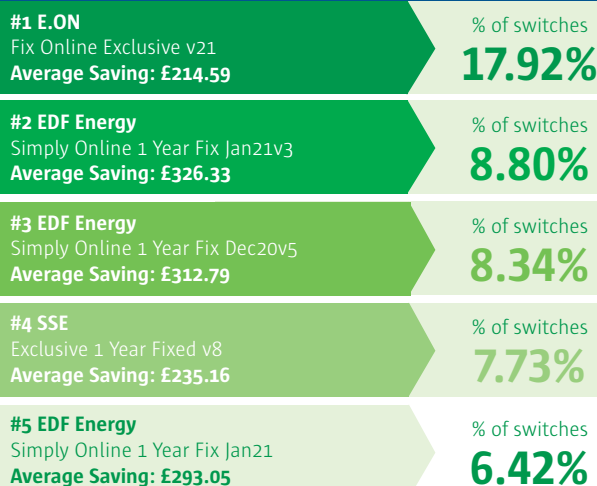 #1 E.ON
Fix Online Exclusive v21
Average Saving: £214.59
% of switches
17.92%
#2 EDF Energy
Simply Online 1 Year Fix Jan21v3
Average Saving: £326.33
% of switches
8.80%
#3 EDF Energy
Simply Online 1 Year Fix Dec20v5
Average Saving: £312.79
% of switches
8.34%
#4 SSE
Exclusive 1 Year Fixed v8
Average Saving: £235.16
% of switches
7.73%
#5 EDF Energy
Simply Online 1 Year Fix Jan21
Average Saving: £293.05
% of switches
6.42%